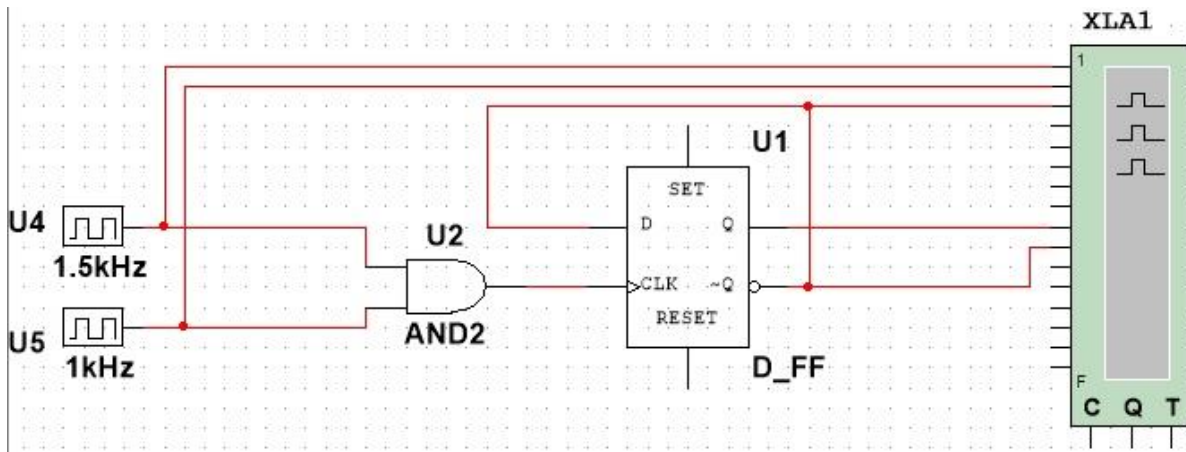 XLA1
1
U1
SET
U4
D Q
U2
1.5kHz
CLK ~Q
RESET
AND2
U5
1kHz
D_FF
F
C Q T